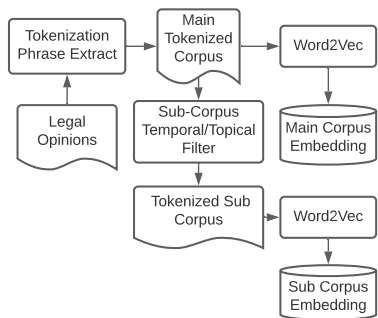 Tokenization
Phrase Extract
Main
Tokenized
Corpus
Word2Vec
Legal
Opinions
Sub-Corpus
Temporal/Topical
Filter
Main Corpus
Embedding
Tokenized Sub
Corpus
Word2Vec
Sub Corpus
Embedding